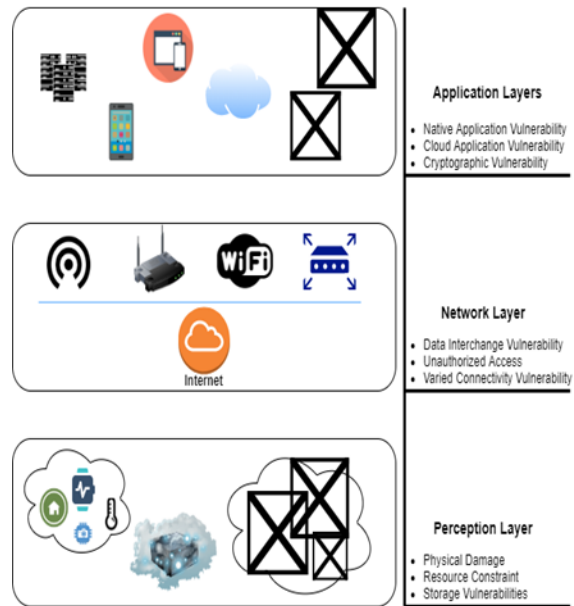 Application Layers
• Native Application Vulnerability
• Cloud Application Vulnerability
• Cryptographic Vulnerability
WiFi
Internet
Network Layer
• Data Interchange Vulnerability
• Unauthorized Access
• Varied Connectivity Vulnerability
Perception Layer
• Physical Damage
• Resource Constraint
• Storage Vulnerabilities